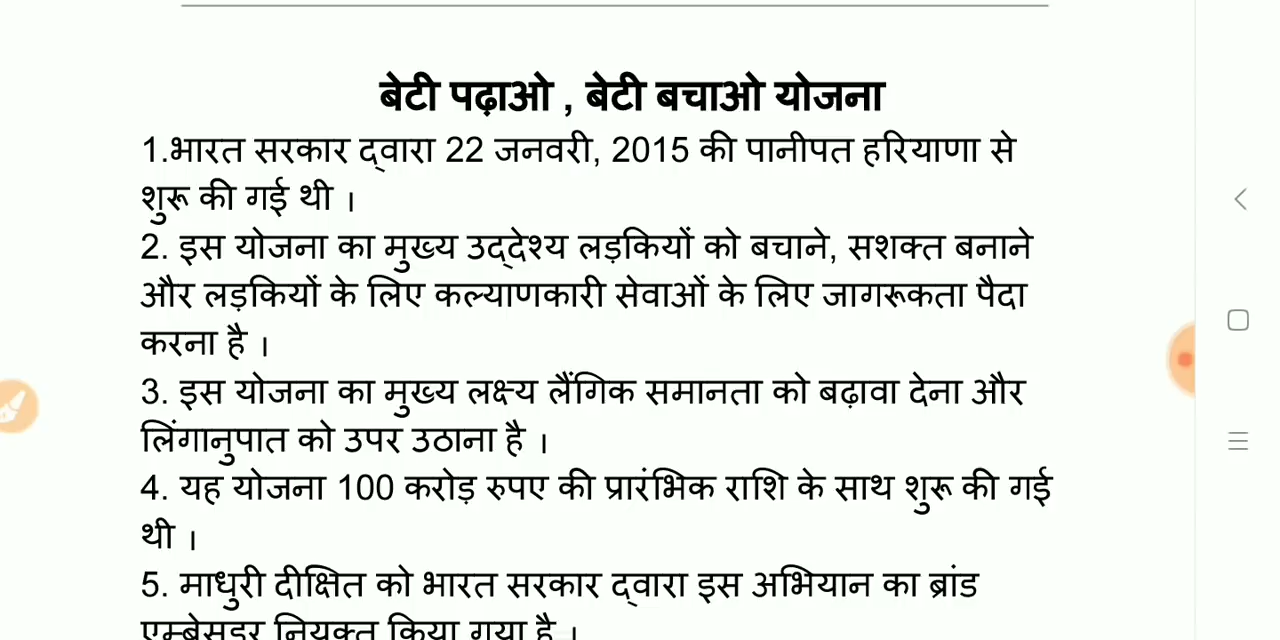 बेटी पढ़ाओ , बेटी बचाओ योजना
1.भारत सरकार द्वारा 22 जनवरी, 2015 की पानीपत हरियाणा से
शुरू की गई थी ।
2. इस योजना का मुख्य उद्देश्य लड़कियों को बचाने, सशक्त बनाने
और लड़कियों के लिए कल्याणकारी सेवाओं के लिए जागरूकता पैदा
करना है ।
3. इस योजना का मुख्य लक्ष्य लैंगिक समानता को बढ़ावा देना और
लिंगानुपात को उपर उठाना है ।
4. यह योजना 100 करोड़ रुपए की प्रारंभिक राशि के साथ शुरू की गई
थी ।
5. माधुरी दीक्षित को भारत सरकार द्वारा इस अभियान का ब्रांड
एम्बेसडर नियुक्त किया गया है ।